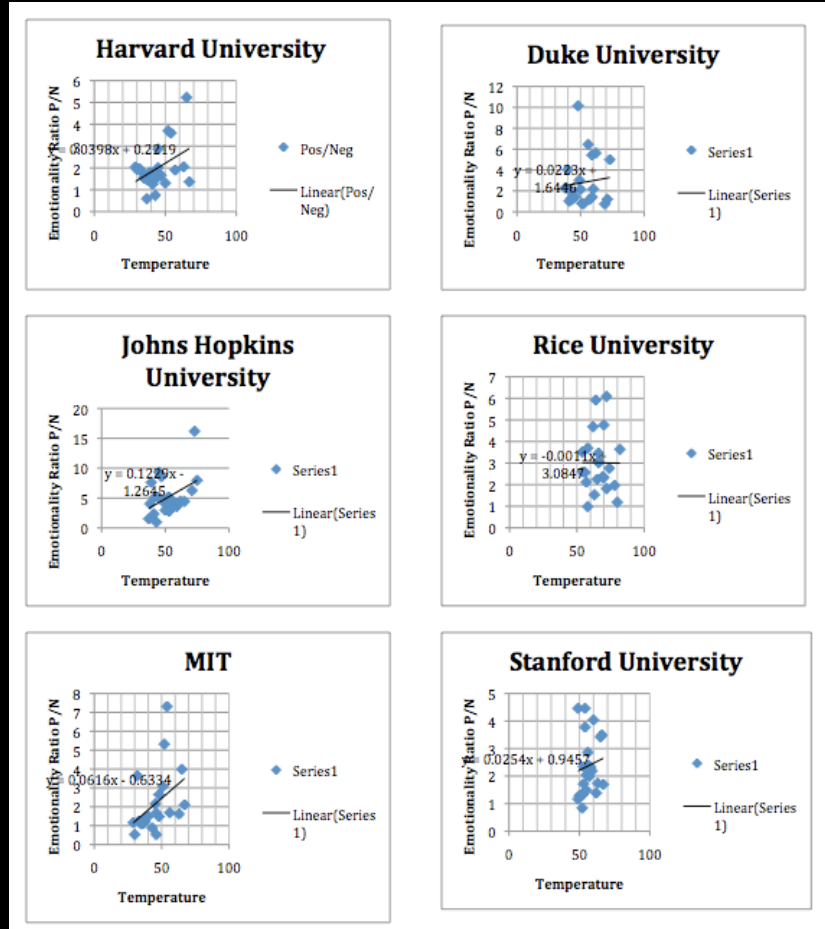 Harvard University
Emotionality Ratio P/N
6
5
4
3
2
1
0
y = 0.0398x + 0.2219
0
50
100
Temperature
Pos/Neg
Linear(Pos/
Neg)
Duke University
Emotionality Ratio P/N
12
10
8
6
4
2
0
y = 0.0223x +
1.6446
0
50
100
Temperature
Series1
Linear(Series
1)
Johns Hopkins
University
Emotionality Ratio P/N
20
15
10
5
0
y = 0.1229x -
1.2645
0
50
100
Temperature
Series1
Linear(Series
1)
Rice University
Emotionality Ratio P/N
7
6
5
4
3
2
1
0
y = -0.0011x +
3.0847
0
50
100
Temperature
Series1
Linear(Series
1)
MIT
Emotionality Ratio P/N
8
7
6
5
4
3
2
1
0
y = 0.0616x - 0.6334
0
50
100
Temperature
Series1
Linear(Series
1)
Stanford University
Emotionality Ratio P/N
5
4
3
2
1
0
y = 0.0254x + 0.9457
0
50
100
Temperature
Series1
Linear(Series
1)